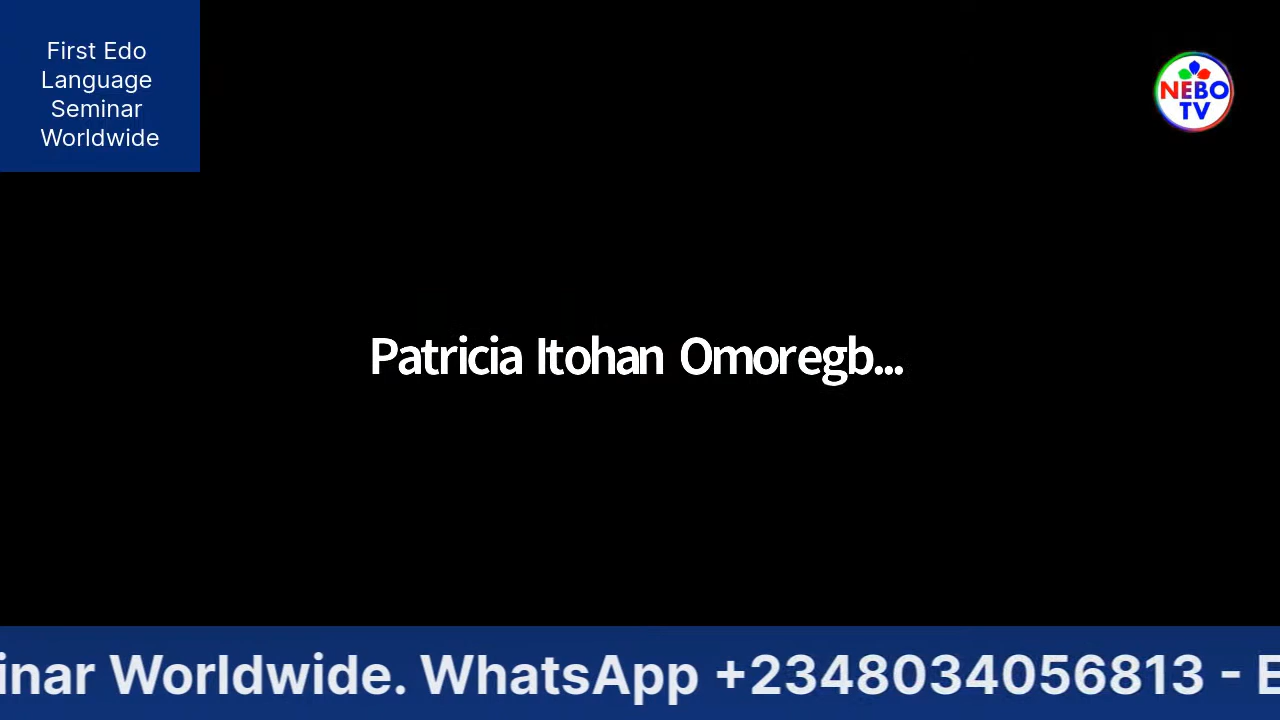 First Edo
Language
Seminar
Worldwide
NEBO
TV
Patricia Itohan Omoregb...
inar Worldwide. WhatsApp +2348034056813 - E